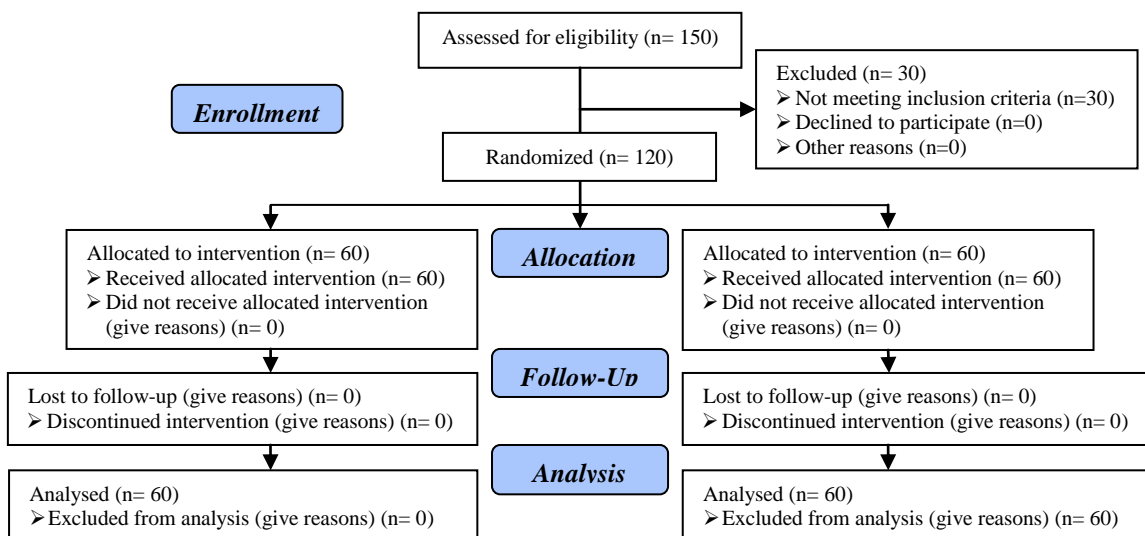 Assessed for eligibility (n= 150)
Excluded (n= 30)
➢ Not meeting inclusion criteria (n=30)
➢ Declined to participate (n=0)
➢ Other reasons (n=0)
Enrollment
Randomized (n= 120)
Allocated to intervention (n= 60)
➢ Received allocated intervention (n= 60)
➢ Did not receive allocated intervention
(give reasons) (n= 0)
Allocation
Allocated to intervention (n= 60)
➢ Received allocated intervention (n= 60)
➢ Did not receive allocated intervention
(give reasons) (n= 0)
Follow-Up
Lost to follow-up (give reasons) (n= 0)
➢ Discontinued intervention (give reasons) (n= 0)
Lost to follow-up (give reasons) (n= 0)
➢ Discontinued intervention (give reasons) (n= 0)
Analysis
Analysed (n= 60)
➢ Excluded from analysis (give reasons) (n= 0)
Analysed (n= 60)
➢ Excluded from analysis (give reasons) (n= 60)